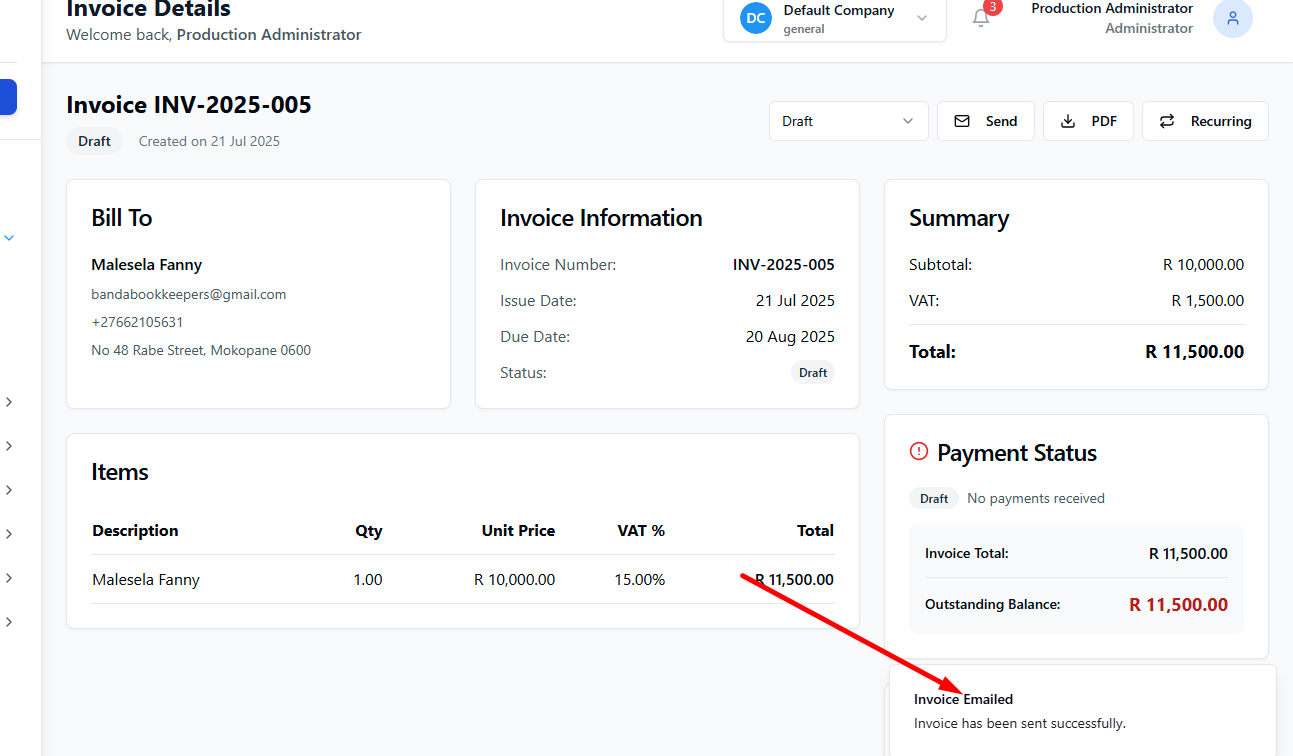 Invoice Details
Welcome back, Production Administrator
DC
Default Company
general
3
Production Administrator
Administrator
Invoice INV-2025-005
Draft
Created on 21 Jul 2025
Draft
Send
PDF
Recurring
Bill To
Malesela Fanny
bandabookkeepers@gmail.com
+27662105631
No 48 Rabe Street, Mokopane 0600
Invoice Information
Invoice Number: INV-2025-005
Issue Date: 21 Jul 2025
Due Date: 20 Aug 2025
Status: Draft
Summary
Subtotal: R 10,000.00
VAT: R 1,500.00
Total: R 11,500.00
Items
Description Qty Unit Price VAT % Total
Malesela Fanny 1.00 R 10,000.00 15.00% R 11,500.00
Payment Status
Draft No payments received
Invoice Total: R 11,500.00
Outstanding Balance: R 11,500.00
Invoice Emailed
Invoice has been sent successfully.